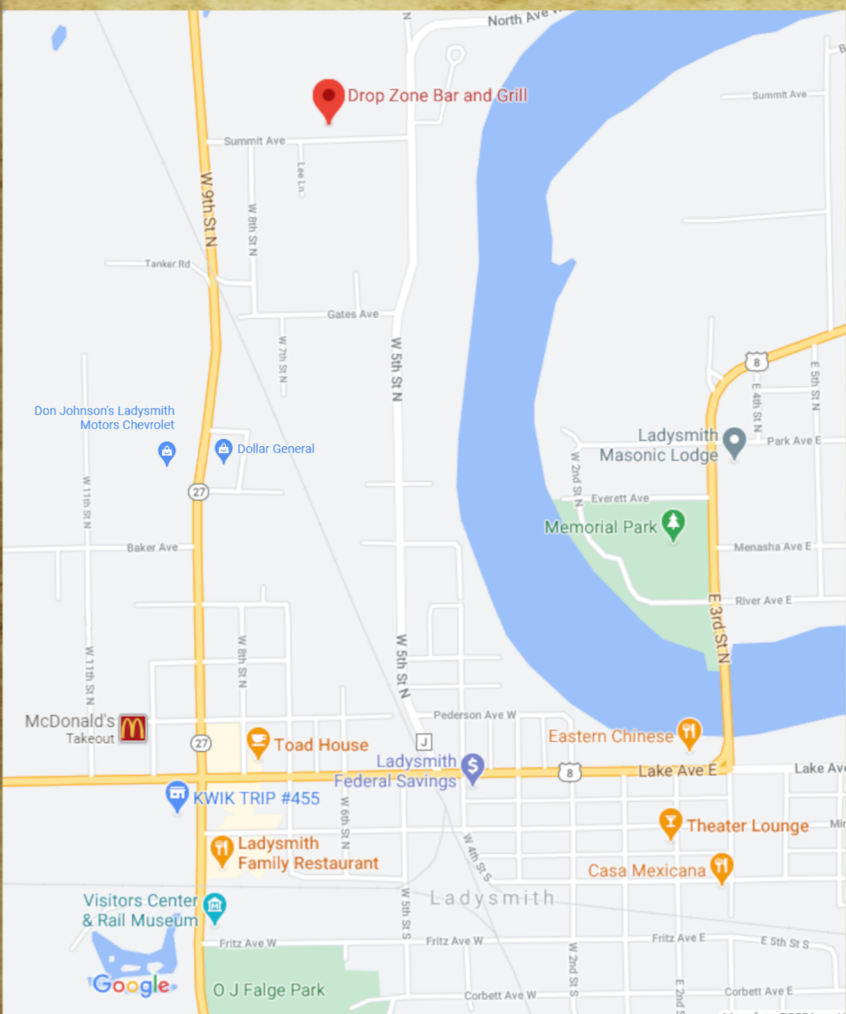 North Ave W
N
Drop Zone Bar and Grill
Summit Ave
Summit Ave
Lee Ln
W 9th St N
W 8th St N
Tanker Rd
Gates Ave
W 7th St N
W 5th St N
8
E 4th St N
E 5th St N
Don Johnson's Ladysmith
Motors Chevrolet
Dollar General
Ladysmith
Masonic Lodge
Park Ave E
W 2nd St N
27
W 11th St N
Everett Ave
Memorial Park
Baker Ave
Menasha Ave E
River Ave E
E 3rd St N
W 11th St N
W 8th St N
W 5th St N
McDonald's
Takeout
27
Toad House
Pederson Ave W
J
Eastern Chinese
Ladysmith
Federal Savings
$
8
Lake Ave E
Lake Ave
KWIK TRIP #455
W 6th St N
W 4th St S
Theater Lounge
Ladysmith
Family Restaurant
Casa Mexicana
Ladysmith
Visitors Center
& Rail Museum
W 5th St S
Fritz Ave W
Fritz Ave W
Fritz Ave E
E 5th St S
W 2nd St S
E 2nd
Google
O J Falge Park
Corbett Ave W
Corbett Ave E